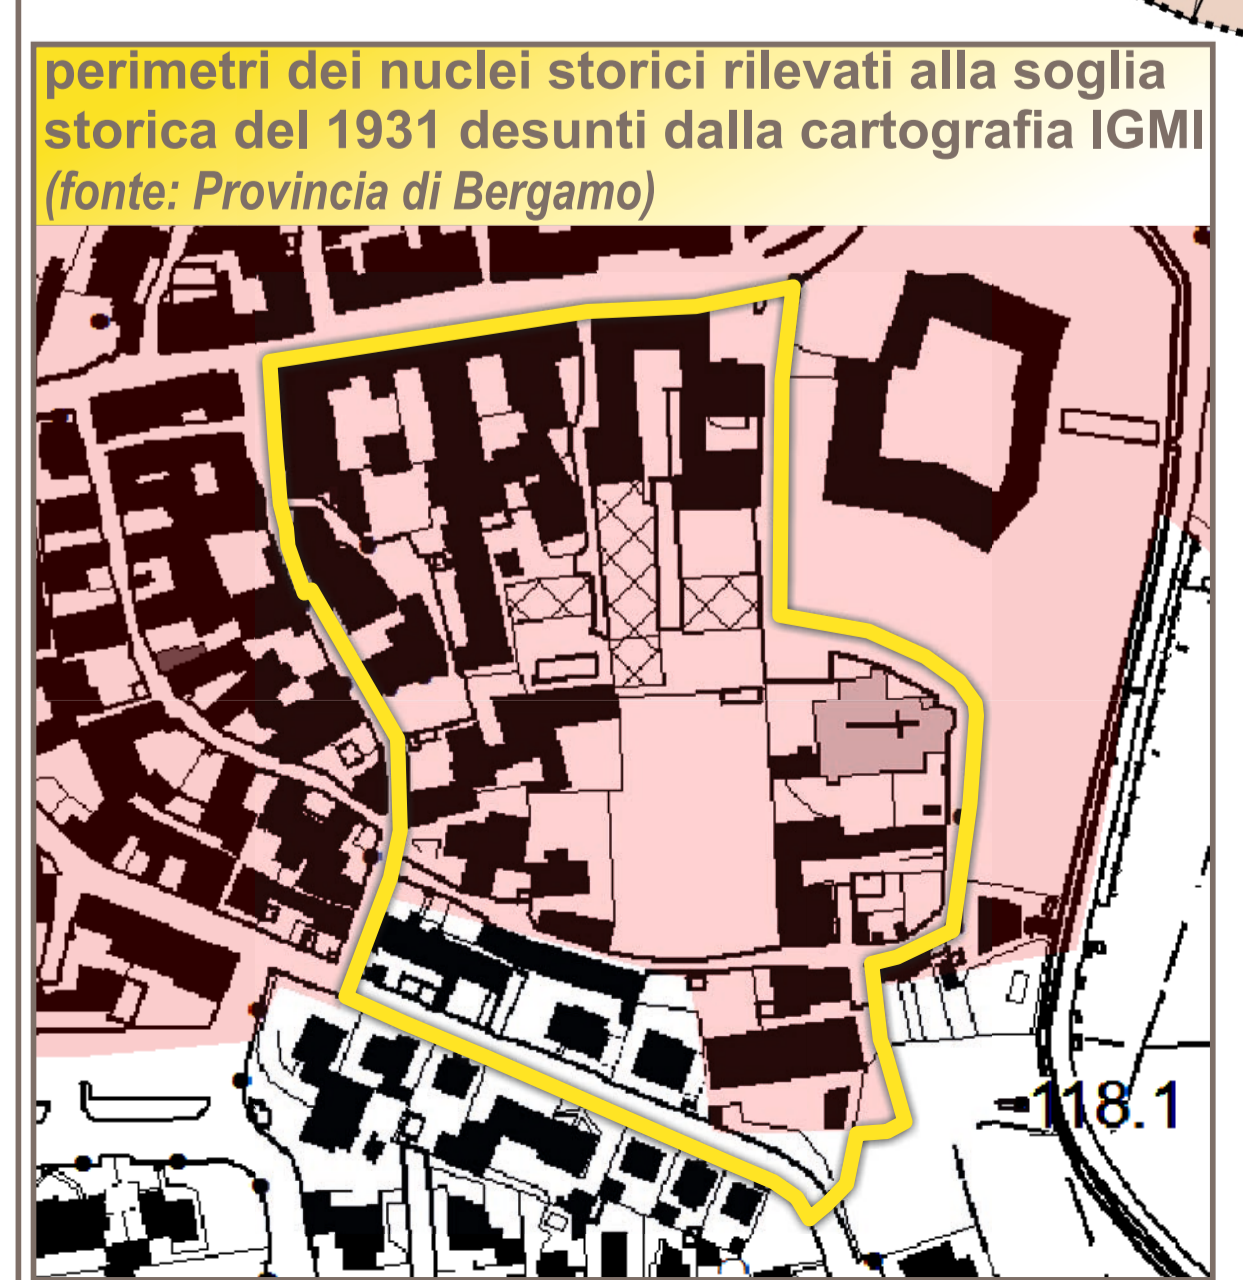 perimetri dei nuclei storici rilevati alla soglia
storica del 1931 desunti dalla cartografia IGMI
(fonte: Provincia di Bergamo)
118.1